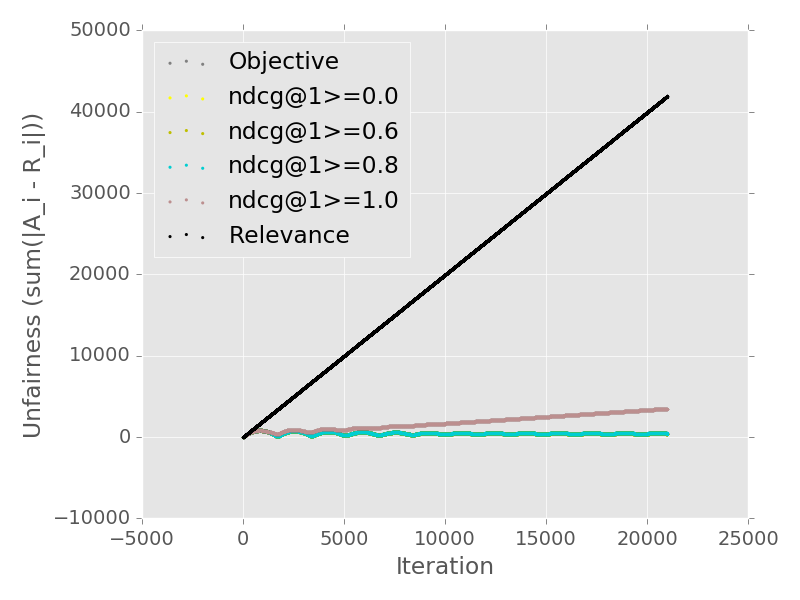 50000
40000
30000
20000
10000
0
−10000
Unfairness (sum(|A_i - R_i|))
Objective
ndcg@1>=0.0
ndcg@1>=0.6
ndcg@1>=0.8
ndcg@1>=1.0
Relevance
−5000 0 5000 10000 15000 20000 25000
Iteration